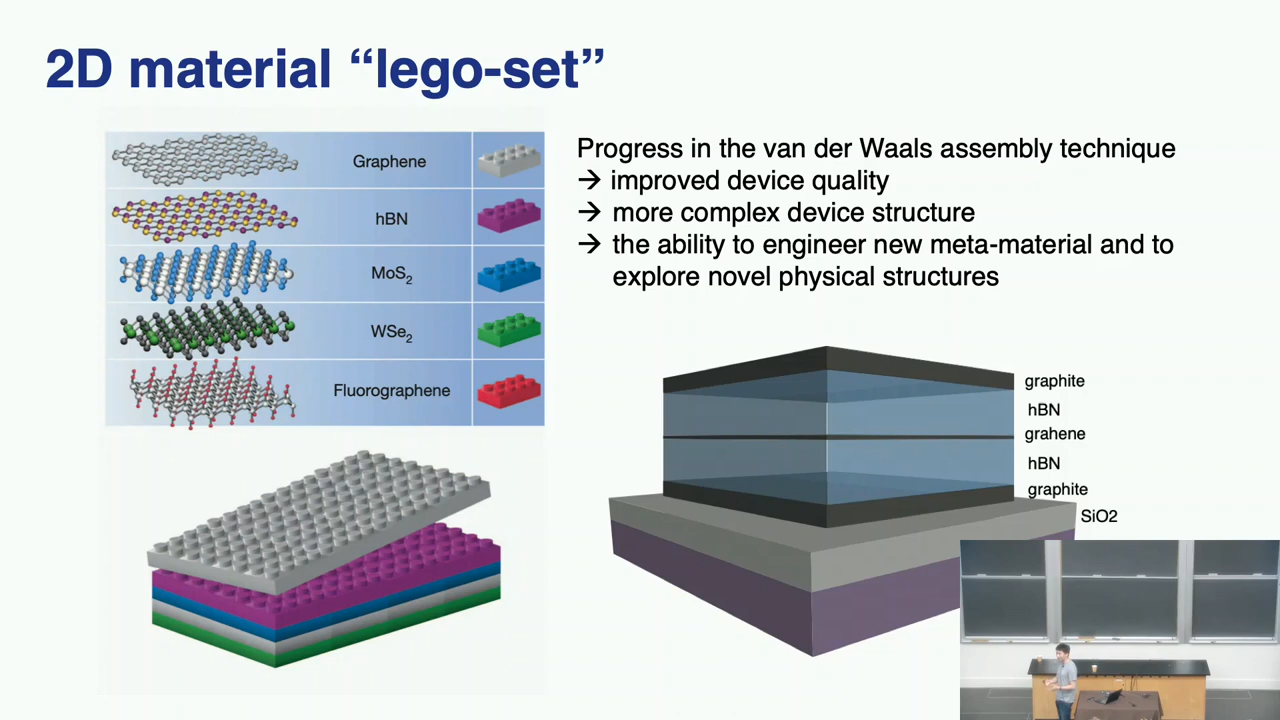 2D material “lego-set”
Graphene
hBN
MoS₂
WSe₂
Fluorographene
Progress in the van der Waals assembly technique
→ improved device quality
→ more complex device structure
→ the ability to engineer new meta-material and to
explore novel physical structures
graphite
hBN
grahene
hBN
graphite
SiO2